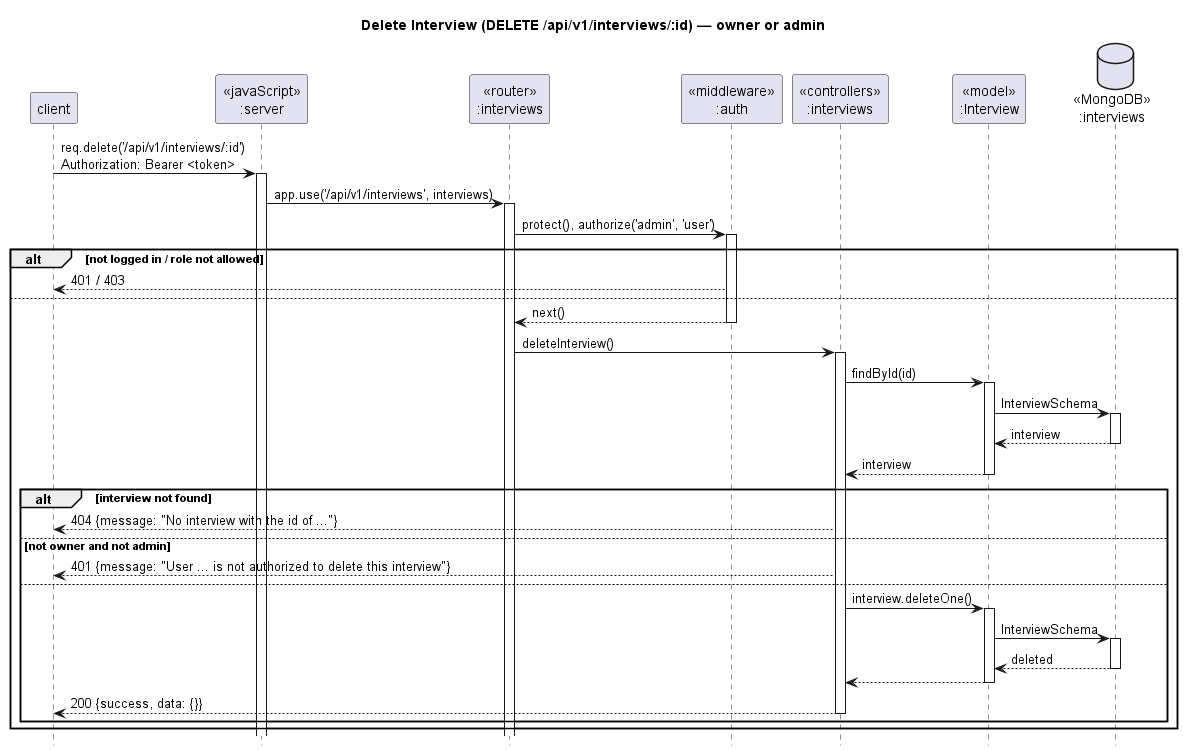 Delete Interview (DELETE /api/v1/interviews/:id) — owner or admin
client
«javaScript»
:server
«router»
:interviews
«middleware»
:auth
«controllers»
:interviews
«model»
:Interview
«MongoDB»
:interviews
req.delete('/api/v1/interviews/:id')
Authorization: Bearer <token>
app.use('/api/v1/interviews', interviews)
protect(), authorize('admin', 'user')
alt [not logged in / role not allowed]
401 / 403
next()
deleteInterview()
findById(id)
InterviewSchema
interview
interview
alt [interview not found]
404 {message: "No interview with the id of ..."}
[not owner and not admin]
401 {message: "User ... is not authorized to delete this interview"}
interview.deleteOne()
InterviewSchema
deleted
200 {success, data: {}}